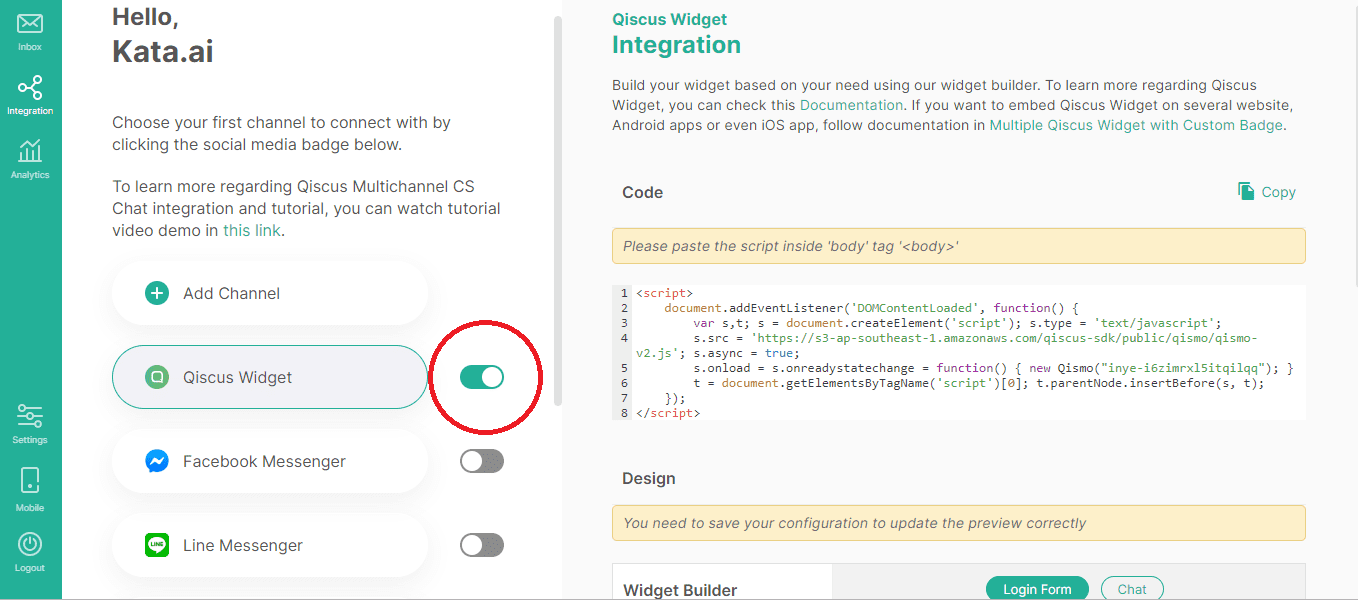 Inbox
Integration
Analytics
Settings
Mobile
Logout
Hello,
Kata.ai
Choose your first channel to connect with by
clicking the social media badge below.
To learn more regarding Qiscus Multichannel CS
Chat integration and tutorial, you can watch tutorial
video demo in this link.
Add Channel
Qiscus Widget
Facebook Messenger
LINE
Line Messenger
Qiscus Widget
Integration
Build your widget based on your need using our widget builder. To learn more regarding Qiscus
Widget, you can check this Documentation. If you want to embed Qiscus Widget on several website,
Android apps or even iOS app, follow documentation in Multiple Qiscus Widget with Custom Badge.
Code
Copy
Please paste the script inside 'body' tag '<body>'
1 <script>
2 document.addEventListener('DOMContentLoaded', function() {
3 var s,t; s = document.createElement('script'); s.type = 'text/javascript';
4 s.src = 'https://s3-ap-southeast-1.amazonaws.com/qiscus-sdk/public/qismo/qismo-
v2.js'; s.async = true;
5 s.onload = s.onreadystatechange = function() { new Qismo("inye-i6zimrxl5itqilqq"); }
6 t = document.getElementsByTagName('script')[0]; t.parentNode.insertBefore(s, t);
7 });
8 </script>
Design
You need to save your configuration to update the preview correctly
Widget Builder
Login Form
Chat